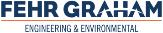 FEHR GRAHAM
ENGINEERING & ENVIRONMENTAL